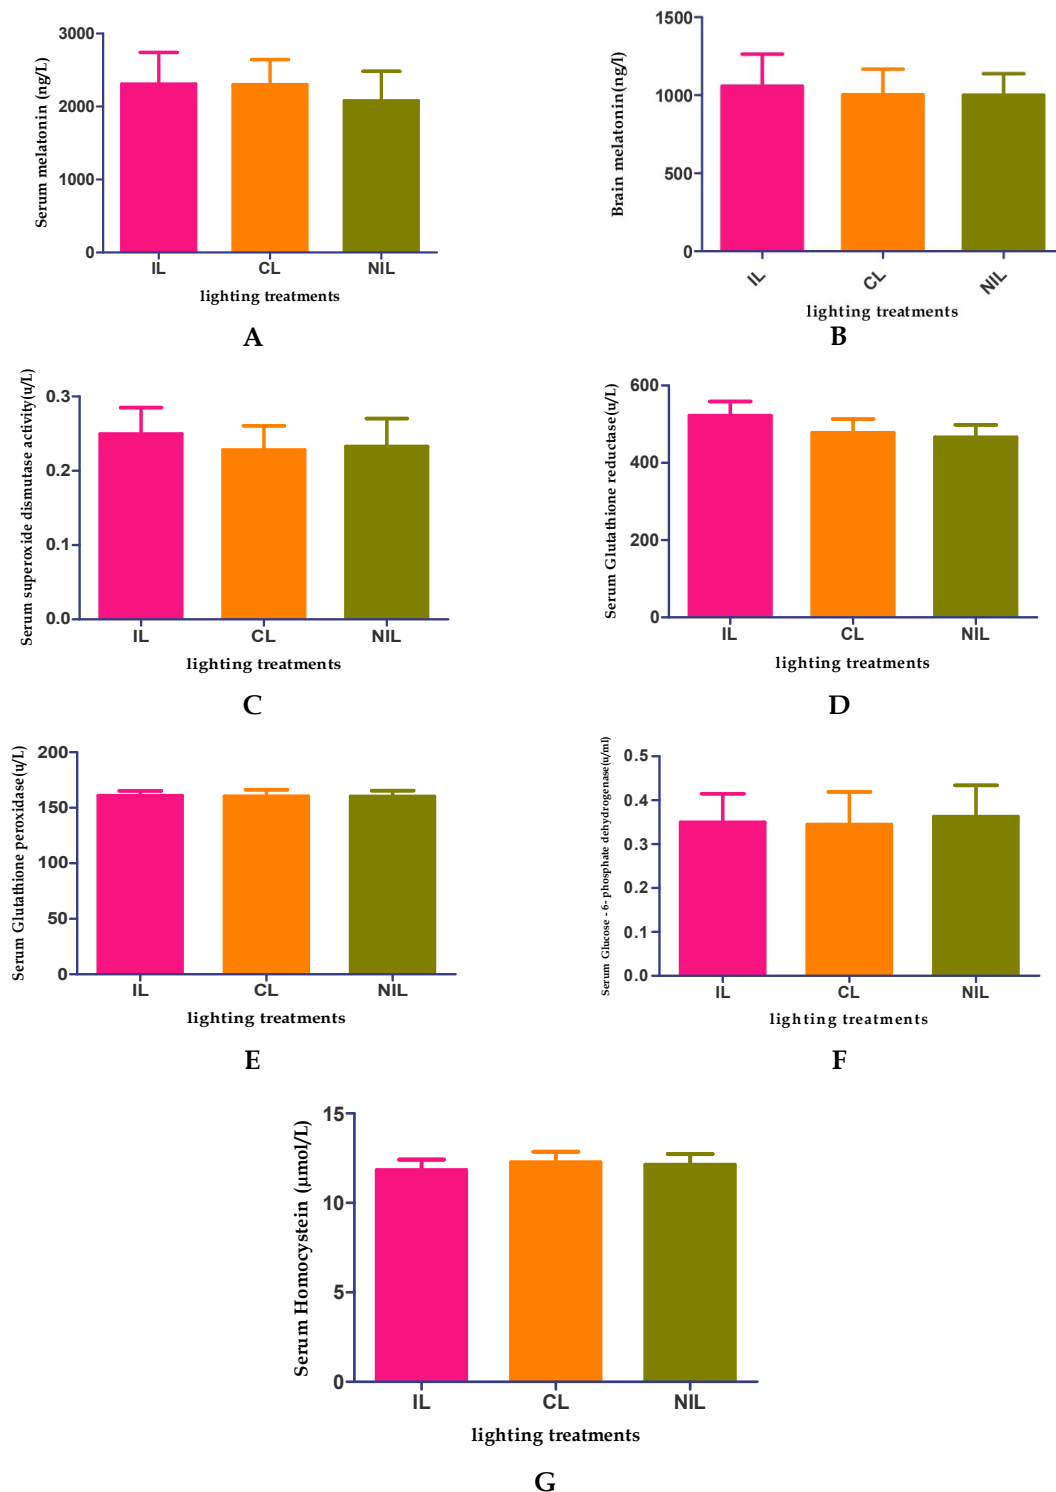 Serum melatonin (ng/L)
3000
2000
1000
0
IL CL NIL
lighting treatments
A
Brain melatonin(ng/l)
1500
1000
500
0
IL CL NIL
lighting treatments
B
Serum superoxide dismutase activity(u/L)
0.3
0.2
0.1
0.0
IL CL NIL
lighting treatments
C
Serum Glutathione reductase(u/L)
600
400
200
0
IL CL NIL
lighting treatments
D
Serum Glutathione peroxidase(u/L)
200
150
100
50
0
IL CL NIL
lighting treatments
E
Serum Glucose - 6- phosphate dehydrogenase(u/ml)
0.5
0.4
0.3
0.2
0.1
0.0
IL CL NIL
lighting treatments
F
Serum Homocystein (μmol/L)
15
10
5
0
IL CL NIL
lighting treatments
G